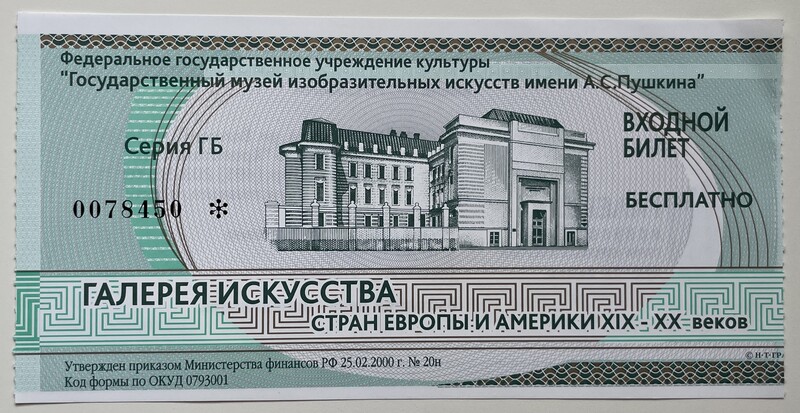 Федеральное государственное учреждение культуры
"Государственный музей изобразительных искусств имени А.С.Пушкина"
ВХОДНОЙ
БИЛЕТ
Серия ГБ
БЕСПЛАТНО
0078450 *
ГАЛЕРЕЯ ИСКУССТВА
СТРАН ЕВРОПЫ И АМЕРИКИ XIX - XX веков
© Н·Т·ГРА
Утвержден приказом Министерства финансов РФ 25.02.2000 г. № 20н
Код формы по ОКУД 0793001